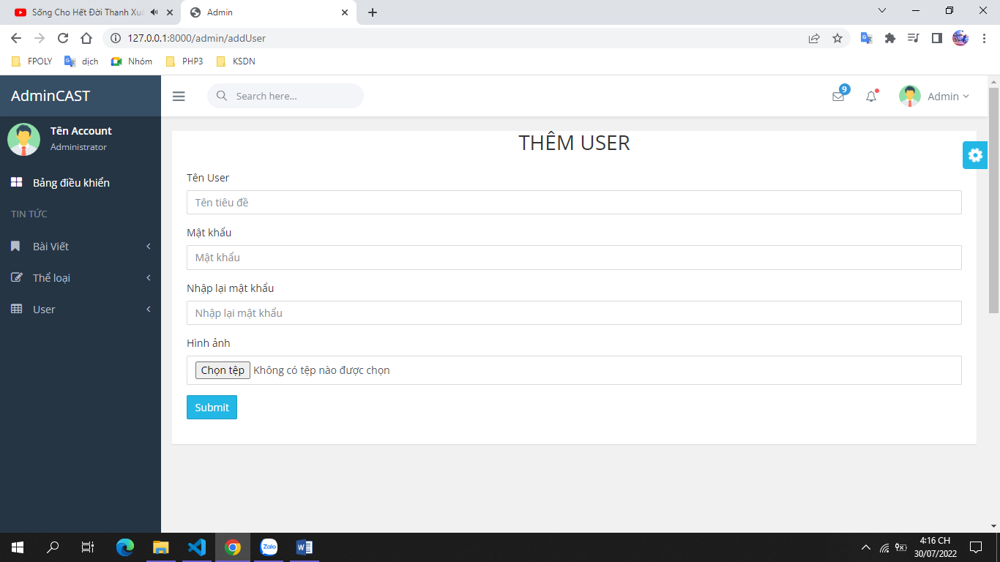 Sống Cho Hết Đời Thanh Xuâ
Admin
127.0.0.1:8000/admin/addUser
FPOLY dịch Nhóm PHP3 KSDN
AdminCAST
Search here...
9
Admin
Tên Account
Administrator
Bảng điều khiển
TIN TỨC
Bài Viết
Thể loại
User
THÊM USER
Tên User
Tên tiêu đề
Mật khẩu
Mật khẩu
Nhập lại mật khẩu
Nhập lại mật khẩu
Hình ảnh
Chọn tệp Không có tệp nào được chọn
Submit
Zalo
4:16 CH
30/07/2022